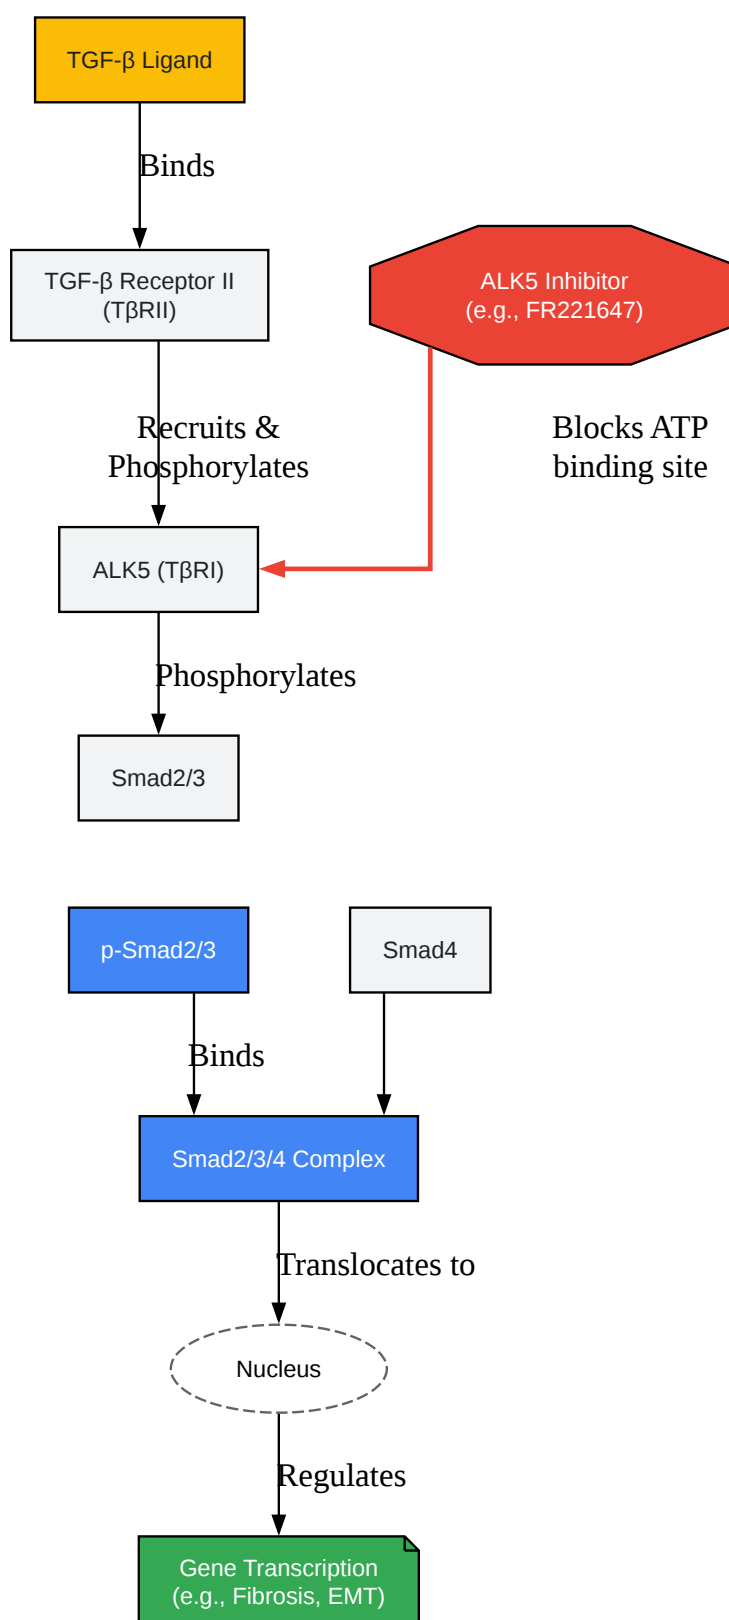 TGF-β Ligand
Binds
TGF-β Receptor II
(TβRII)
ALK5 Inhibitor
(e.g., FR221647)
Recruits &
Phosphorylates
Blocks ATP
binding site
ALK5 (TβRI)
Phosphorylates
Smad2/3
p-Smad2/3
Smad4
Binds
Smad2/3/4 Complex
Translocates to
Nucleus
Regulates
Gene Transcription
(e.g., Fibrosis, EMT)